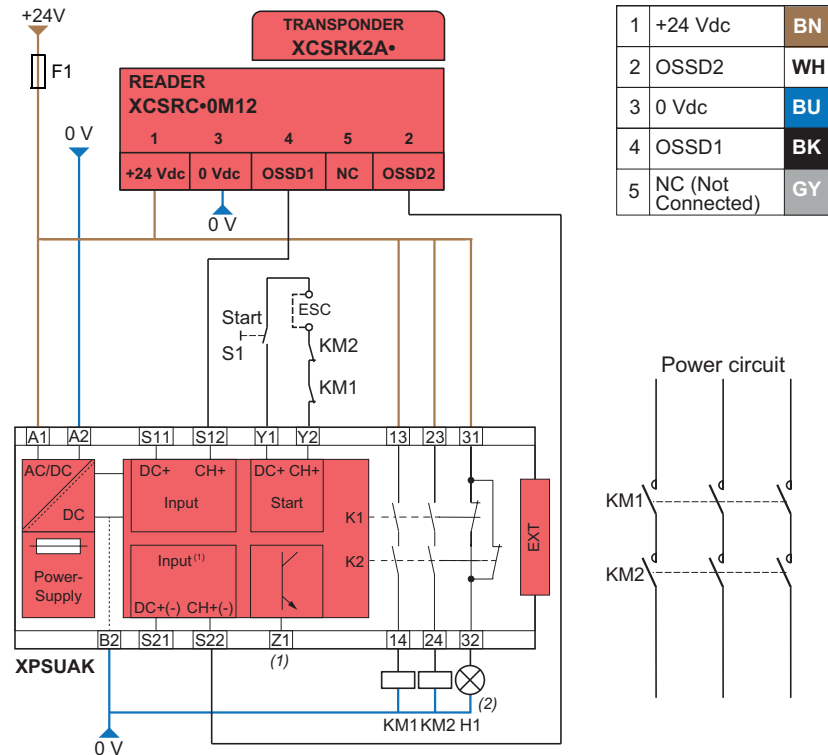 +24V
F1
0 V
TRANSPONDER
XCSRK2A•
READER
XCSRC•0M12
1 3 4 5 2
+24 Vdc 0 Vdc OSSD1 NC OSSD2
0 V
1 +24 Vdc BN
2 OSSD2 WH
3 0 Vdc BU
4 OSSD1 BK
5 NC (Not Connected) GY
Start
S1
ESC
KM2
KM1
A1 A2 S11 S12 Y1 Y2 13 23 31
AC/DC
DC
DC+ CH+
Input
DC+ CH+
Start
K1
K2
EXT
Power-
Supply
Input(1)
DC+(-) CH+(-)
B2 S21 S22 Z1 14 24 32
XPSUAK
(1)
(2)
KM1 KM2 H1
0 V
Power circuit
KM1
KM2